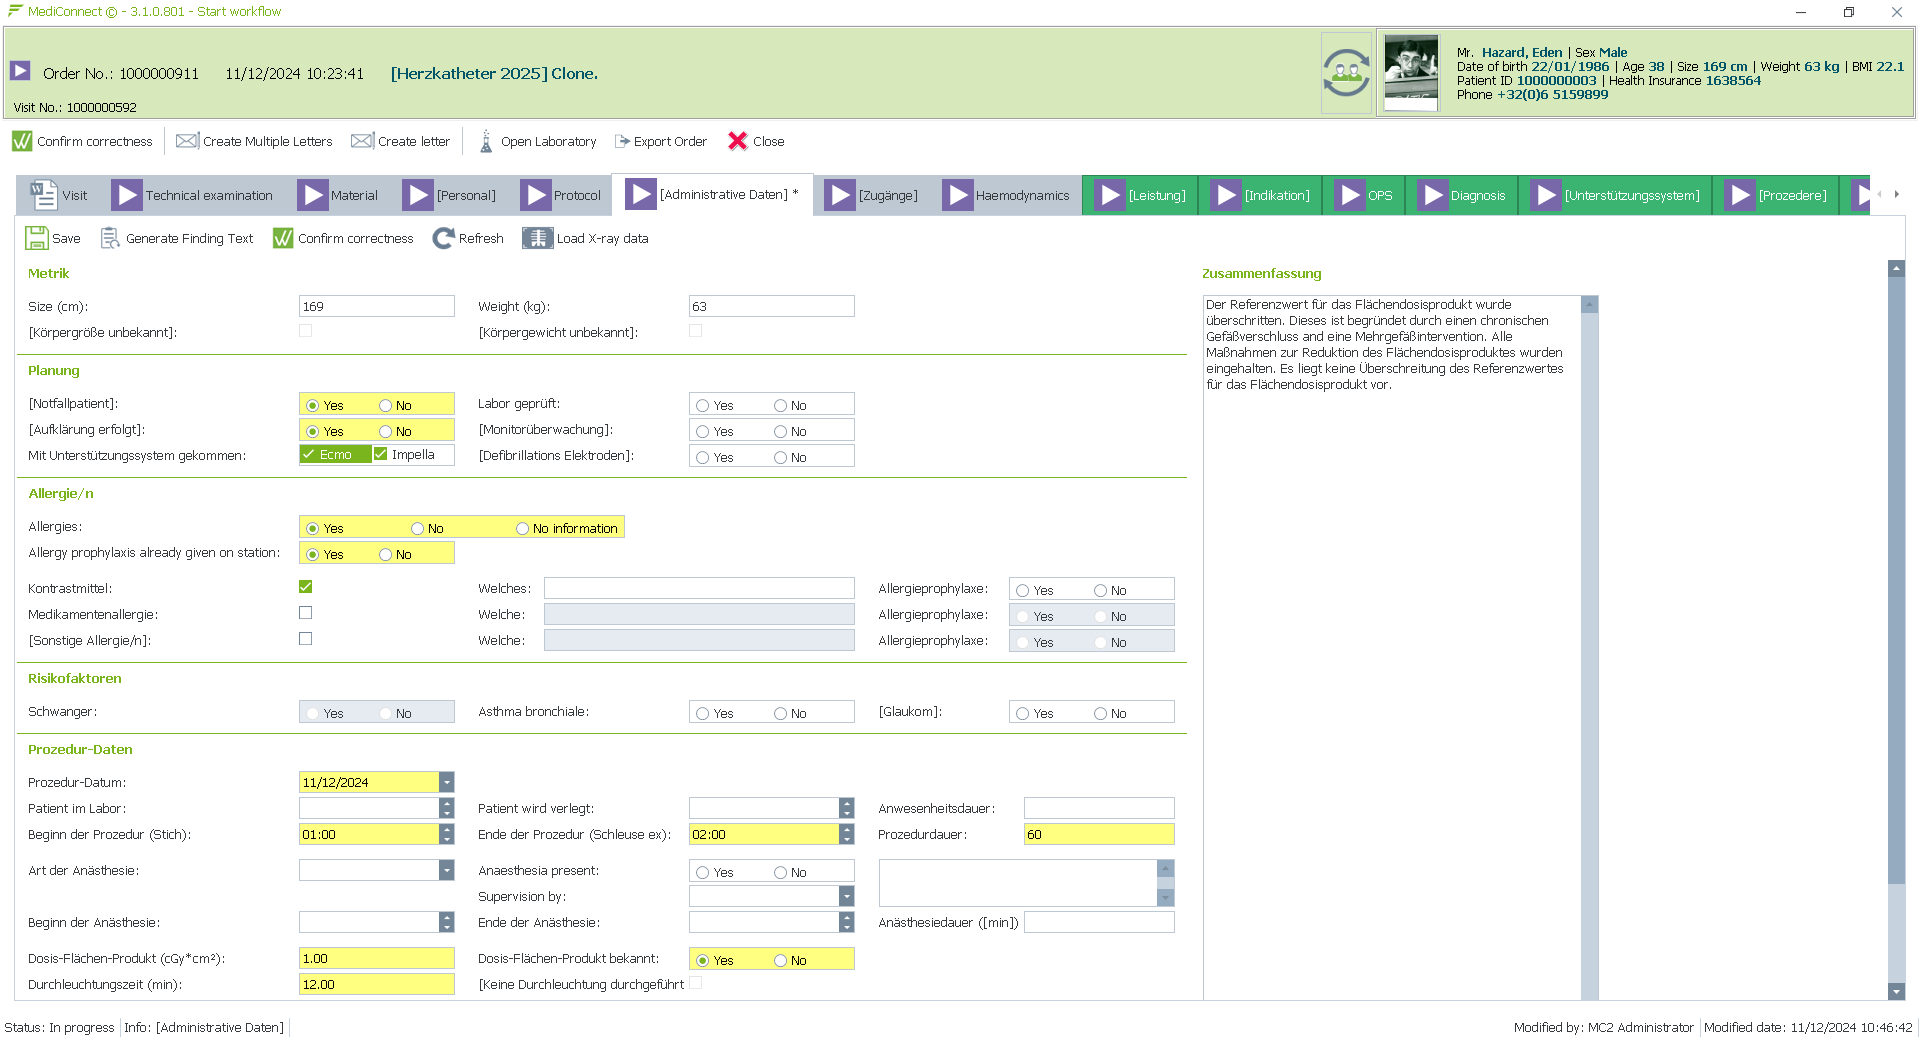 MediConnect © - 3.1.0.801 - Start workflow
Order No.: 1000000911 11/12/2024 10:23:41 [Herzkatheter 2025] Clone.
Visit No.: 1000000592
Mr. Hazard, Eden | Sex Male
Date of birth 22/01/1986 | Age 38 | Size 169 cm | Weight 63 kg | BMI 22.1
Patient ID 1000000003 | Health Insurance 1638564
Phone +32(0)6 5159899
Confirm correctness Create Multiple Letters Create letter Open Laboratory Export Order Close
Visit Technical examination Material [Personal] Protocol [Administrative Daten] * [Zugänge] Haemodynamics [Leistung] [Indikation] OPS Diagnosis [Unterstützungssystem] [Prozedere]
Save Generate Finding Text Confirm correctness Refresh Load X-ray data
Metrik
Size (cm): 169 Weight (kg): 63
[Körpergröße unbekannt]: [Körpergewicht unbekannt]:
Planung
[Notfallpatient]: Yes No Labor geprüft: Yes No
[Aufklärung erfolgt]: Yes No [Monitorüberwachung]: Yes No
Mit Unterstützungssystem gekommen: Ecmo Impella [Defibrillations Elektroden]: Yes No
Allergie/n
Allergies: Yes No No information
Allergy prophylaxis already given on station: Yes No
Kontrastmittel: Welches: Allergieprophylaxe: Yes No
Medikamentenallergie: Welche: Allergieprophylaxe: Yes No
[Sonstige Allergie/n]: Welche: Allergieprophylaxe: Yes No
Risikofaktoren
Schwanger: Yes No Asthma bronchiale: Yes No [Glaukom]: Yes No
Prozedur-Daten
Prozedur-Datum: 11/12/2024
Patient im Labor: Patient wird verlegt: Anwesenheitsdauer:
Beginn der Prozedur (Stich): 01:00 Ende der Prozedur (Schleuse ex): 02:00 Prozedurdauer: 60
Art der Anästhesie: Anaesthesia present: Yes No
Supervision by:
Beginn der Anästhesie: Ende der Anästhesie: Anästhesiedauer ([min])
Dosis-Flächen-Produkt (cGy*cm²): 1.00 Dosis-Flächen-Produkt bekannt: Yes No
Durchleuchtungszeit (min): 12.00 [Keine Durchleuchtung durchgeführt
Zusammenfassung
Der Referenzwert für das Flächendosisprodukt wurde
überschritten. Dieses ist begründet durch einen chronischen
Gefäßverschluss and eine Mehrgefäßintervention. Alle
Maßnahmen zur Reduktion des Flächendosisproduktes wurden
eingehalten. Es liegt keine Überschreitung des Referenzwertes
für das Flächendosisprodukt vor.
Status: In progress Info: [Administrative Daten] Modified by: MC2 Administrator Modified date: 11/12/2024 10:46:42